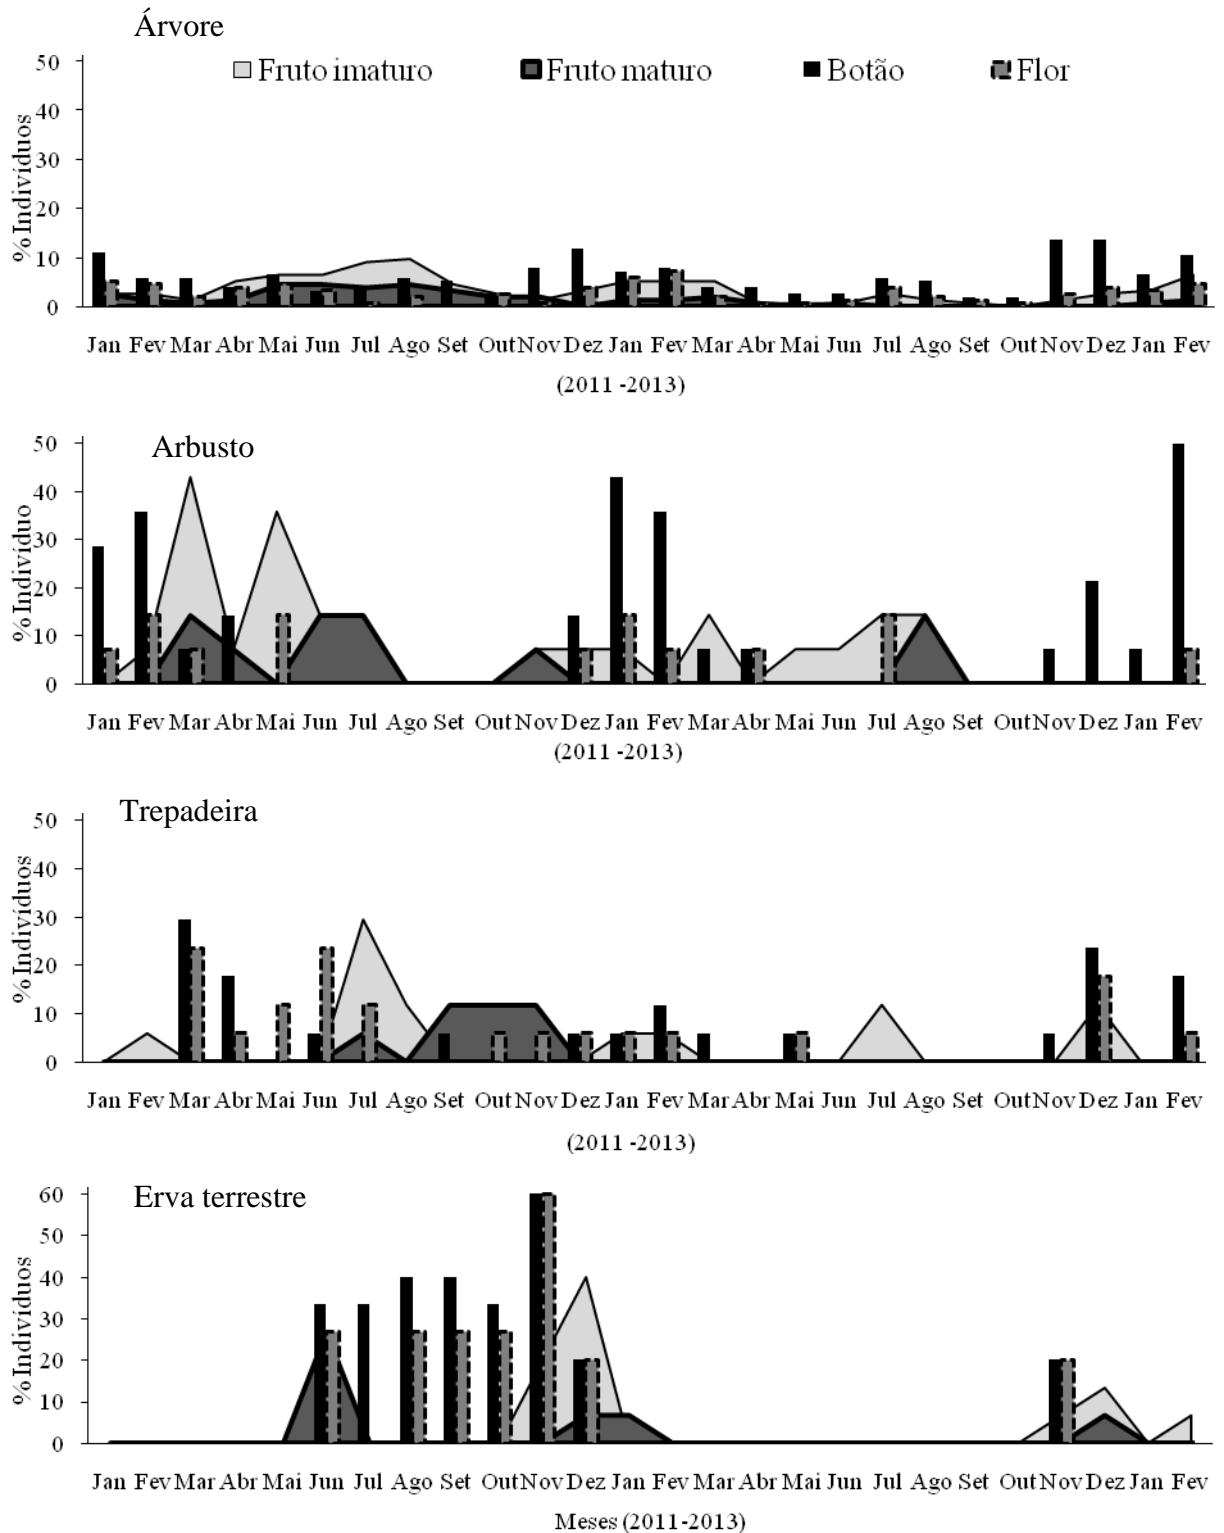 Árvore
Fruto imaturo Fruto maturo Botão Flor
%Indivíduos
50
40
30
20
10
0
Jan Fev Mar Abr Mai Jun Jul Ago Set Out Nov Dez Jan Fev Mar Abr Mai Jun Jul Ago Set Out Nov Dez Jan Fev
(2011 -2013)
Arbusto
%Indivíduo
50
40
30
20
10
0
Jan Fev Mar Abr Mai Jun Jul Ago Set Out Nov Dez Jan Fev Mar Abr Mai Jun Jul Ago Set Out Nov Dez Jan Fev
(2011 -2013)
Trepadeira
%Indivíduos
50
40
30
20
10
0
Jan Fev Mar Abr Mai Jun Jul Ago Set Out Nov Dez Jan Fev Mar Abr Mai Jun Jul Ago Set Out Nov Dez Jan Fev
(2011 -2013)
Erva terrestre
%Indivíduos
60
50
40
30
20
10
0
Jan Fev Mar Abr Mai Jun Jul Ago Set Out Nov Dez Jan Fev Mar Abr Mai Jun Jul Ago Set Out Nov Dez Jan Fev
Meses (2011-2013)